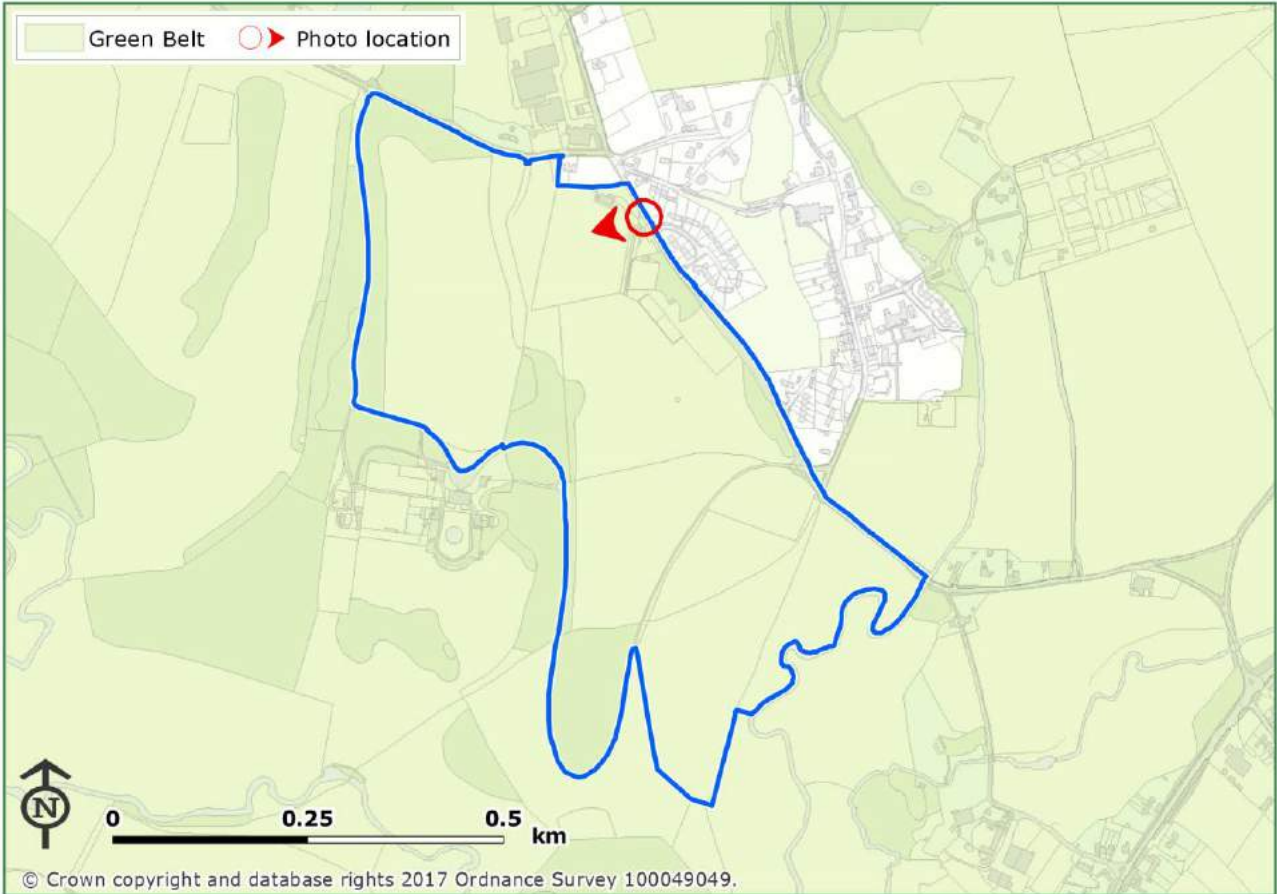 Green Belt Photo location
N
0 0.25 0.5
km
© Crown copyright and database rights 2017 Ordnance Survey 100049049.